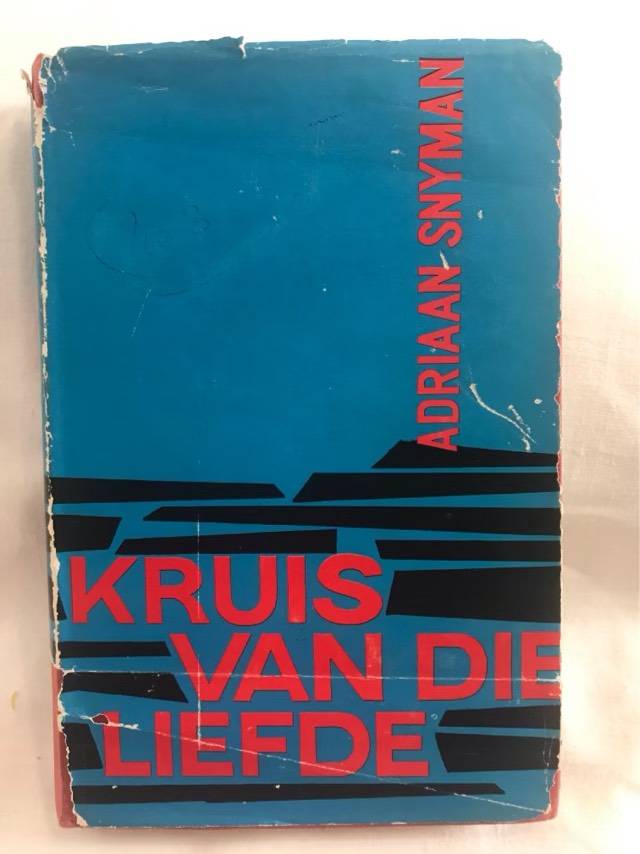 ADRIAAN SNYMAN
KRUIS
VAN DIE
LIEFDE